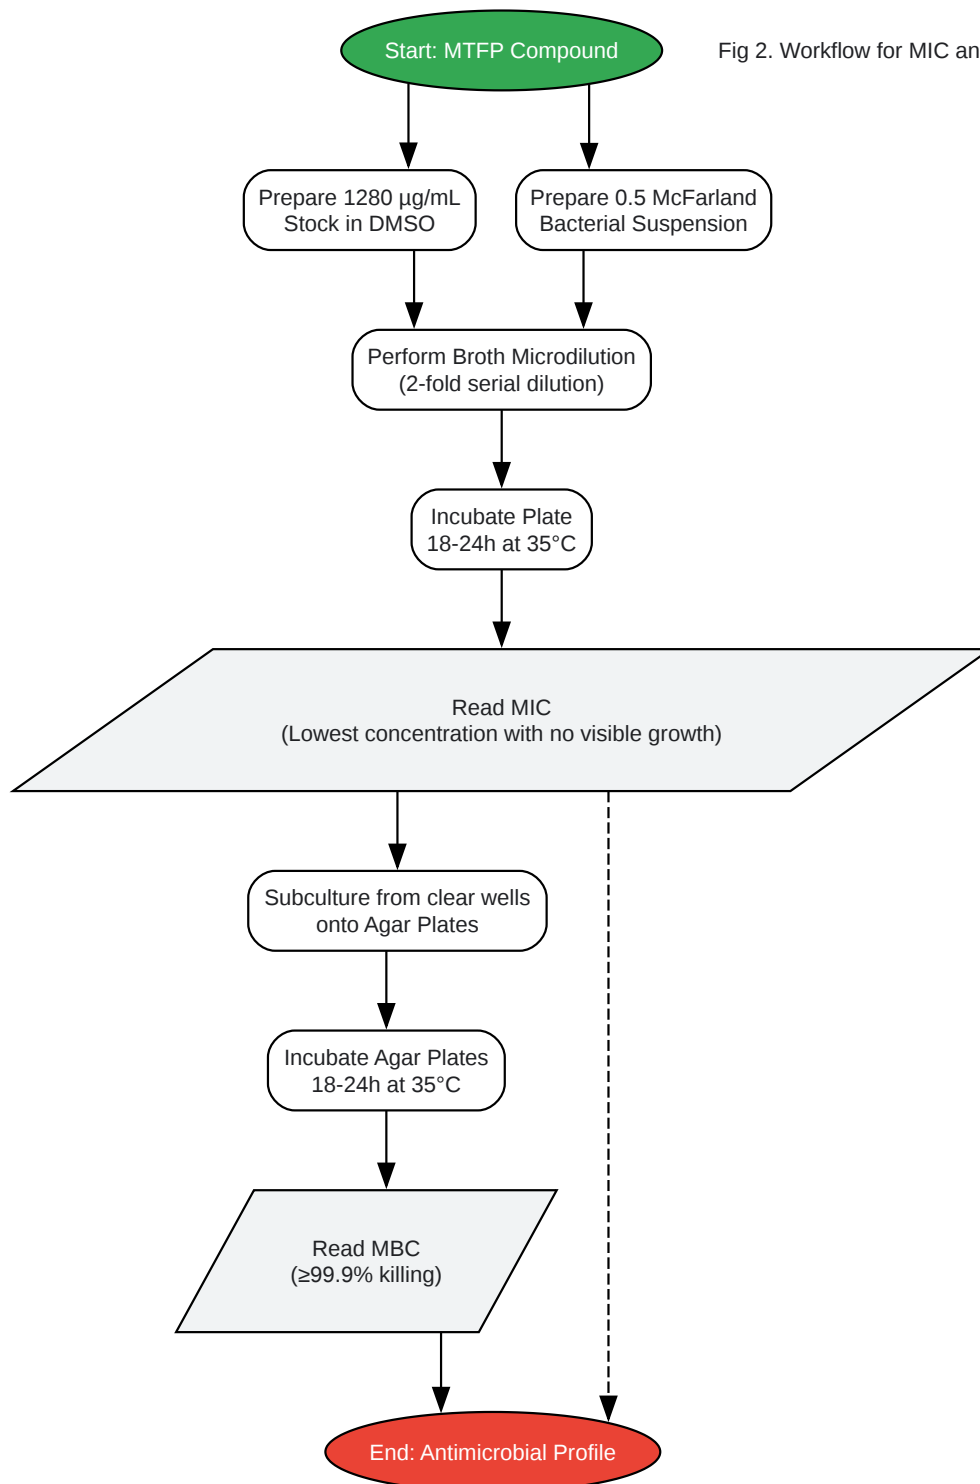 Start: MTFP Compound
Fig 2. Workflow for MIC an
Prepare 1280 µg/mL
Stock in DMSO
Prepare 0.5 McFarland
Bacterial Suspension
Perform Broth Microdilution
(2-fold serial dilution)
Incubate Plate
18-24h at 35°C
Read MIC
(Lowest concentration with no visible growth)
Subculture from clear wells
onto Agar Plates
Incubate Agar Plates
18-24h at 35°C
Read MBC
(≥99.9% killing)
End: Antimicrobial Profile